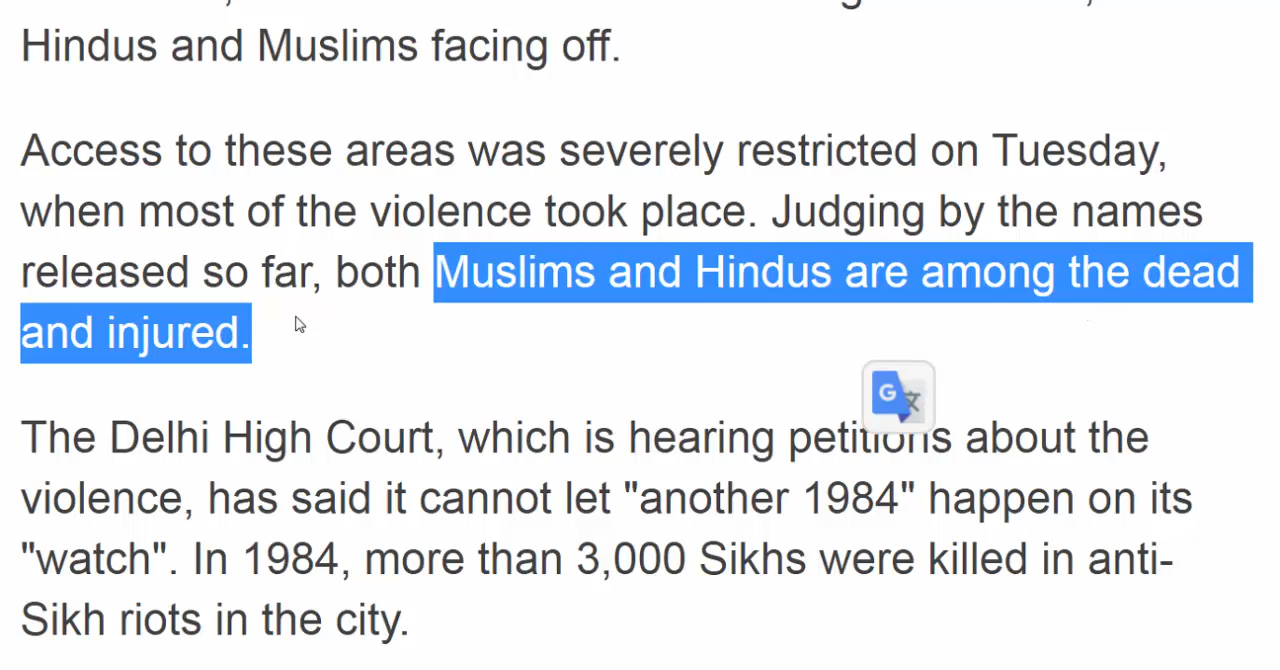 Hindus and Muslims facing off.
Access to these areas was severely restricted on Tuesday,
when most of the violence took place. Judging by the names
released so far, both Muslims and Hindus are among the dead
and injured.
G 文
The Delhi High Court, which is hearing petitions about the
violence, has said it cannot let "another 1984" happen on its
"watch". In 1984, more than 3,000 Sikhs were killed in anti-
Sikh riots in the city.